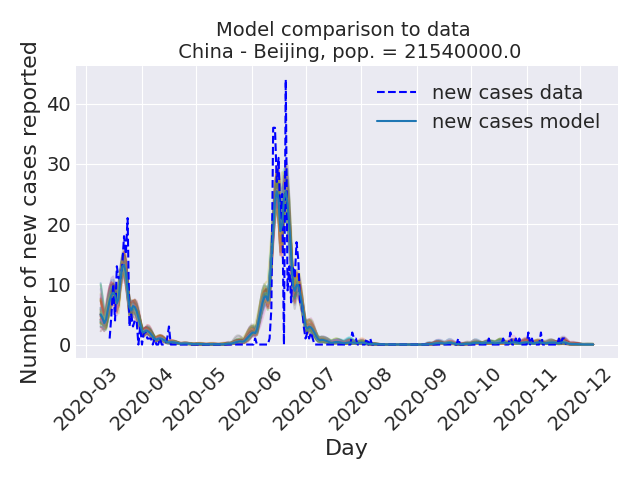 Model comparison to data
China - Beijing, pop. = 21540000.0
Number of new cases reported
40
30
20
10
0
new cases data
new cases model
2020-03
2020-04
2020-05
2020-06
2020-07
2020-08
2020-09
2020-10
2020-11
2020-12
Day